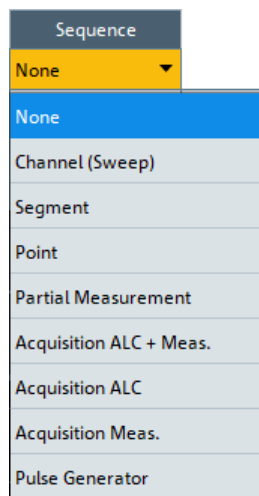 Sequence
None
None
Channel (Sweep)
Segment
Point
Partial Measurement
Acquisition ALC + Meas.
Acquisition ALC
Acquisition Meas.
Pulse Generator